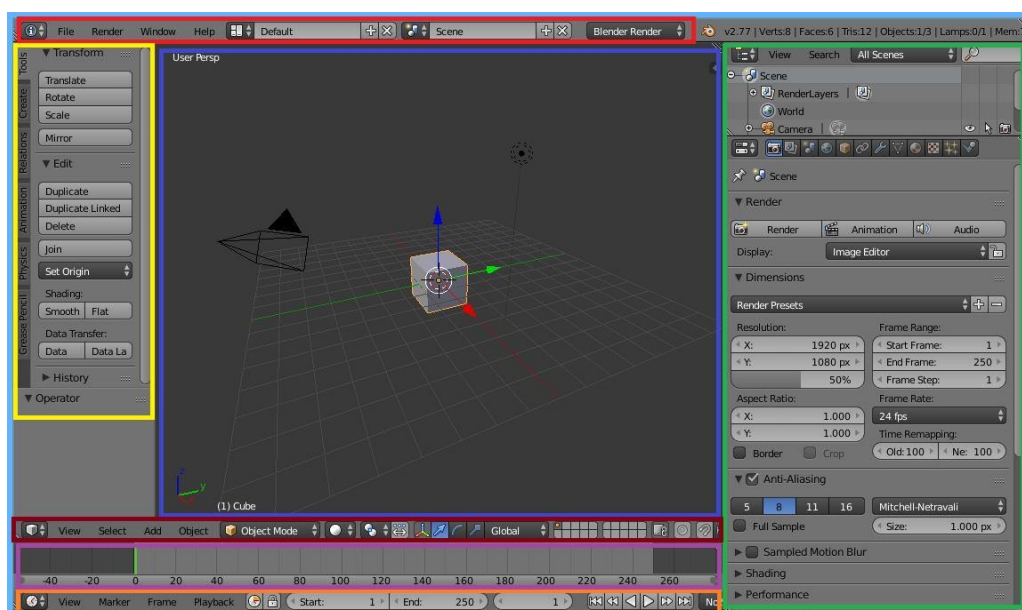 File Render Window Help Default Scene Blender Render v2.77 | Verts:8 | Faces:6 | Tris:12 | Objects:1/3 | Lamps:0/1 | Mem:
Tools
Create
Relations
Animation
Physics
Grease Pencil
Transform
Translate
Rotate
Scale
Mirror
Edit
Duplicate
Duplicate Linked
Delete
Join
Set Origin
Shading:
Smooth Flat
Data Transfer:
Data Data La
History
Operator
User Persp
z
y
(1) Cube
View Select Add Object Object Mode Global
-40 -20 0 20 40 60 80 100 120 140 160 180 200 220 240 260
View Marker Frame Playback Start: 1 End: 250 1 No
View Search All Scenes
Scene
RenderLayers |
World
Camera |
Scene
Render
Render Animation Audio
Display: Image Editor
Dimensions
Render Presets
Resolution: Frame Range:
X: 1920 px Start Frame: 1
Y: 1080 px End Frame: 250
50% Frame Step: 1
Aspect Ratio: Frame Rate:
X: 1.000 24 fps
Y: 1.000 Time Remapping:
Border Crop Old: 100 Ne: 100
Anti-Aliasing
5 8 11 16 Mitchell-Netravali
Full Sample Size: 1.000 px
Sampled Motion Blur
Shading
Performance